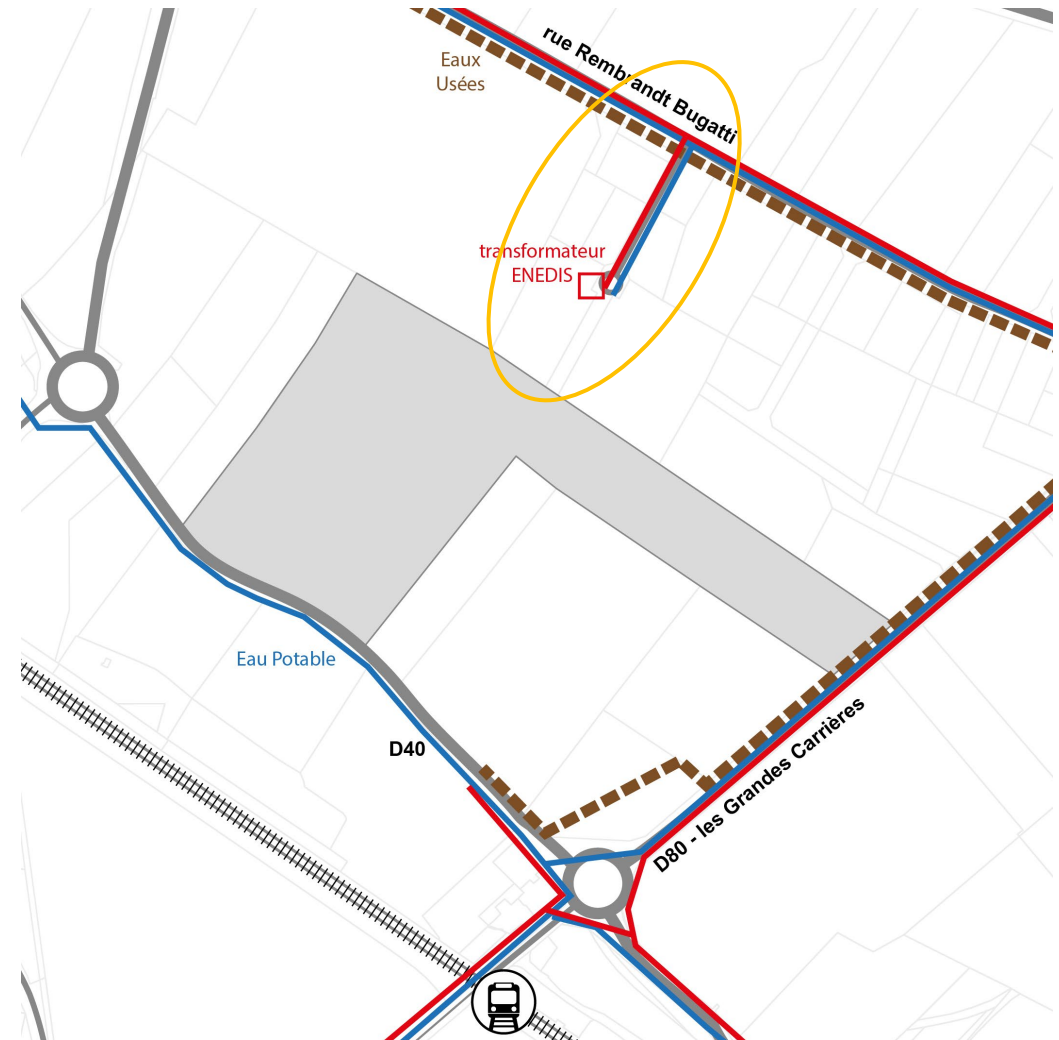 rue Rembrandt Bugatti
Eaux
Usées
transformateur
ENEDIS
Eau Potable
D40
D80 - les Grandes Carrières